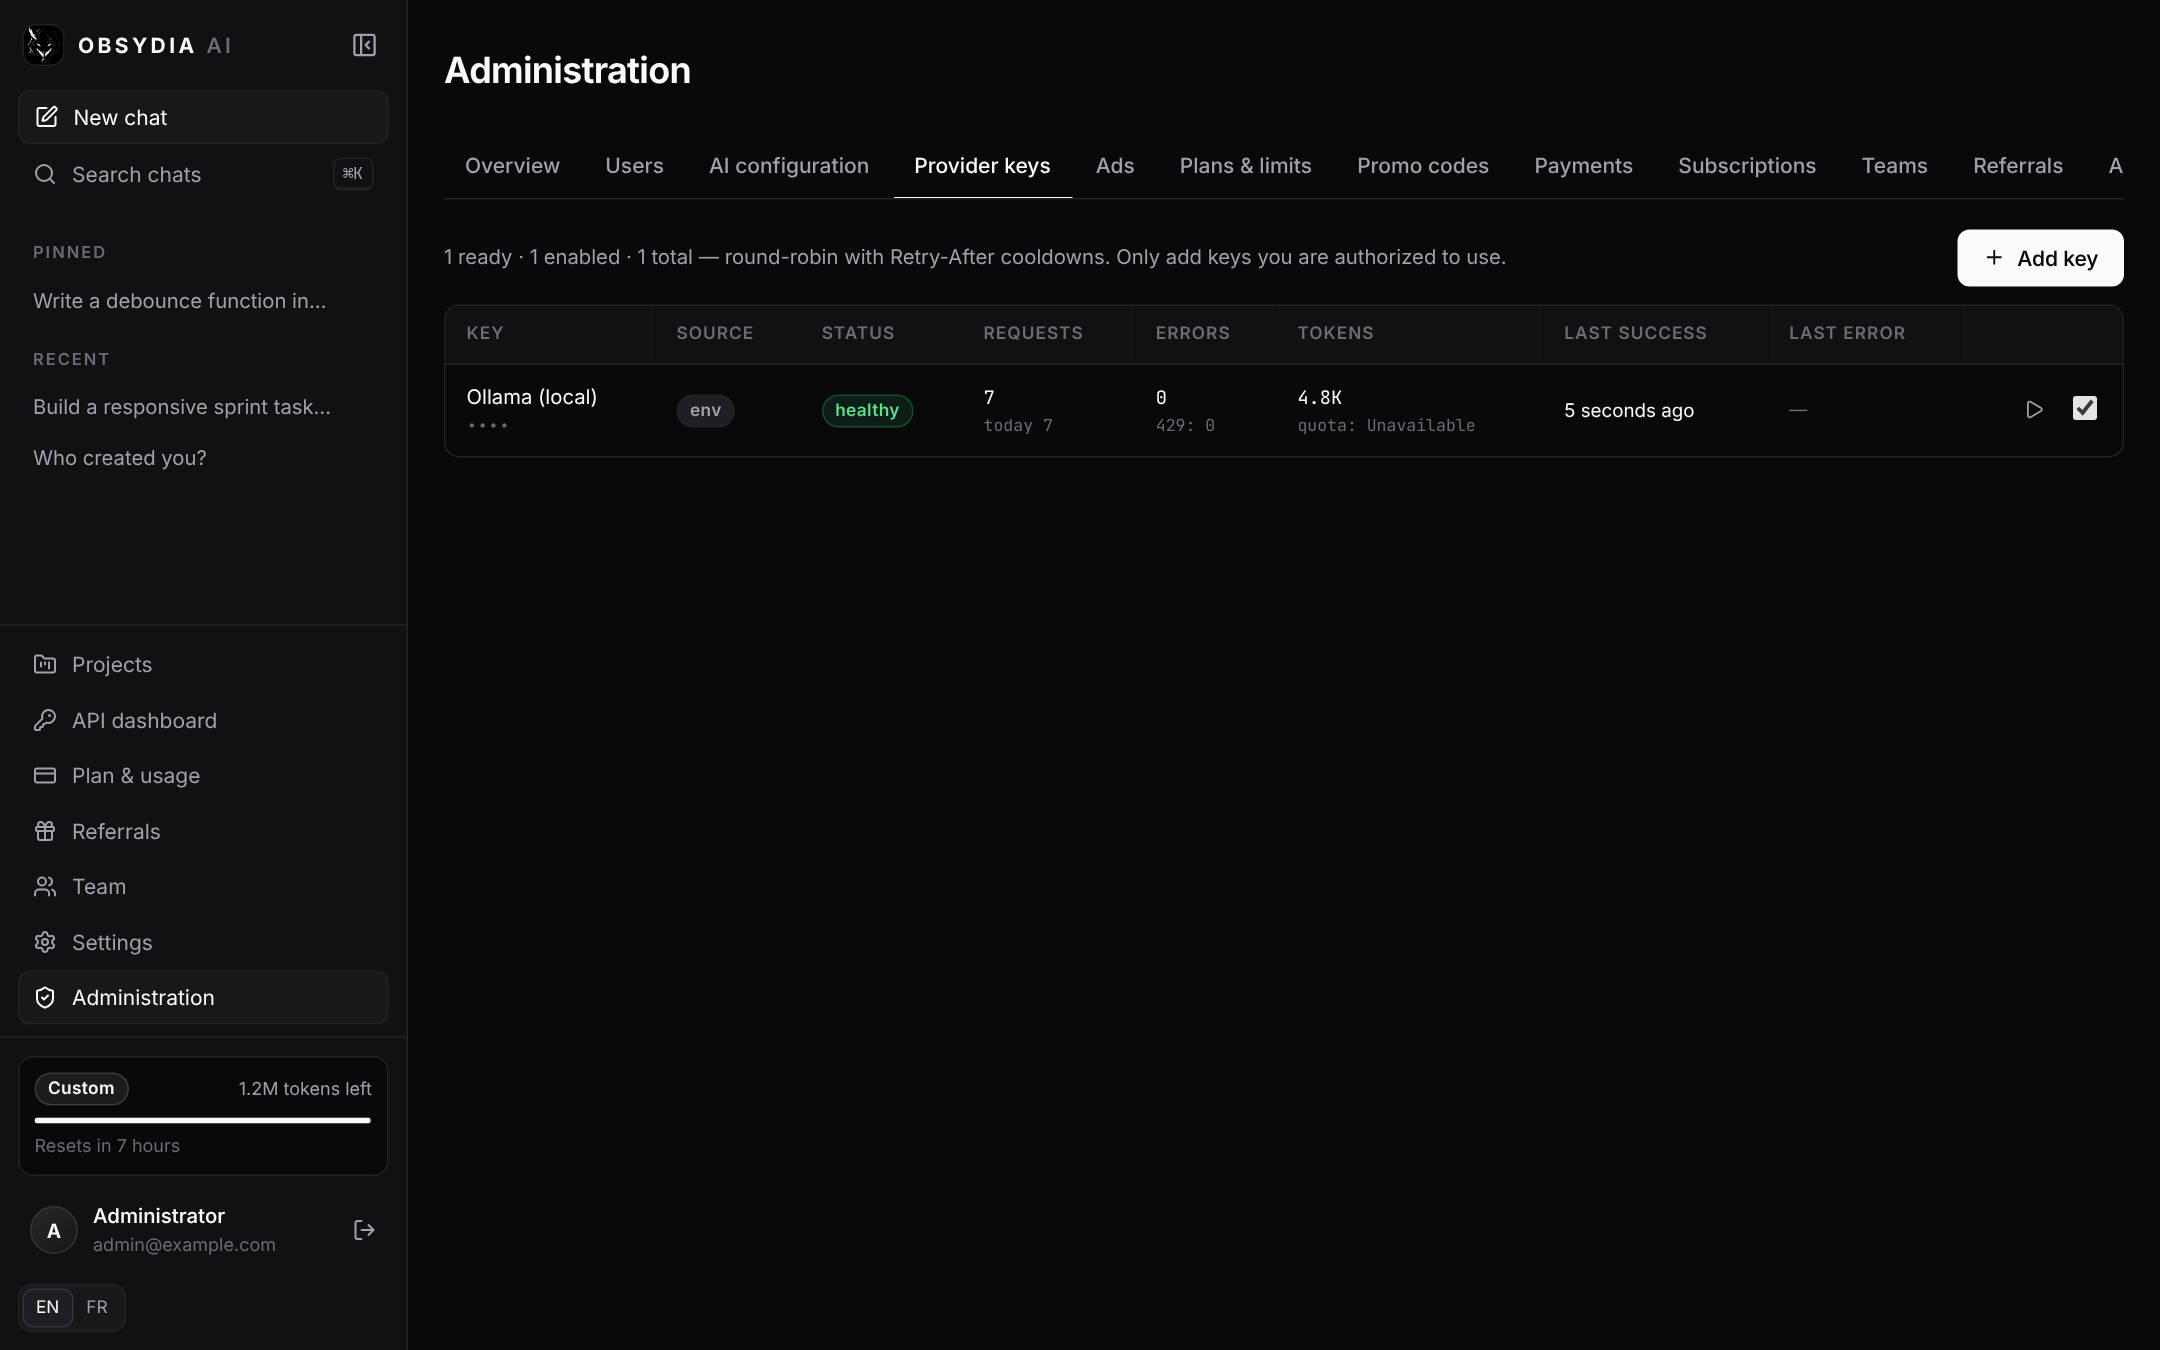 OBSYDIA AI
New chat
Search chats ⌘K
PINNED
Write a debounce function in...
RECENT
Build a responsive sprint task...
Who created you?
Projects
API dashboard
Plan & usage
Referrals
Team
Settings
Administration
Custom 1.2M tokens left
Resets in 7 hours
A
Administrator
admin@example.com
EN FR
Administration
Overview Users AI configuration Provider keys Ads Plans & limits Promo codes Payments Subscriptions Teams Referrals A
1 ready · 1 enabled · 1 total — round-robin with Retry-After cooldowns. Only add keys you are authorized to use.
+ Add key
KEY SOURCE STATUS REQUESTS ERRORS TOKENS LAST SUCCESS LAST ERROR
Ollama (local) env healthy 7 0 4.8K 5 seconds ago —
•••• today 7 429: 0 quota: Unavailable